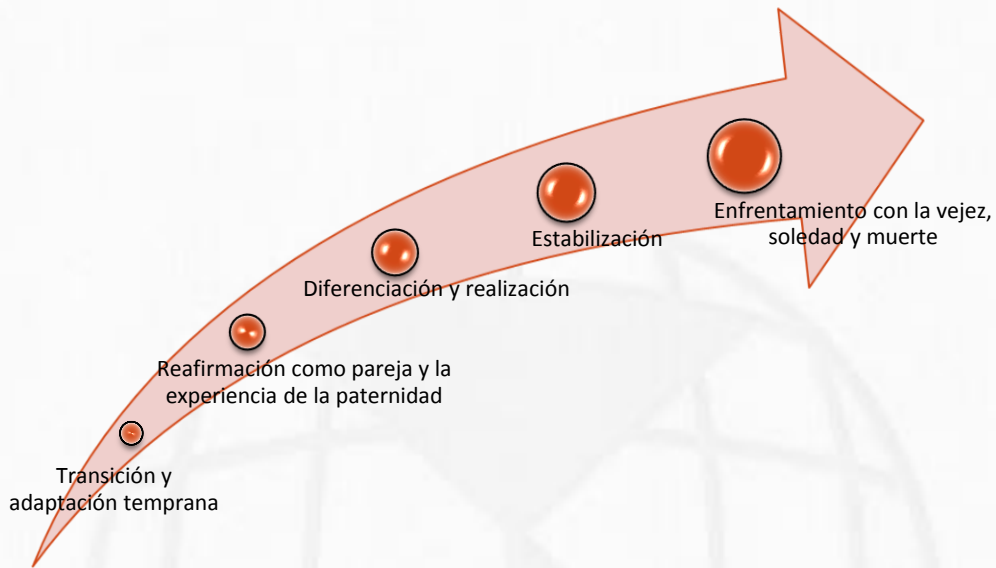 Transición y
adaptación temprana
Reafirmación como pareja y la
experiencia de la paternidad
Diferenciación y realización
Estabilización
Enfrentamiento con la vejez,
soledad y muerte